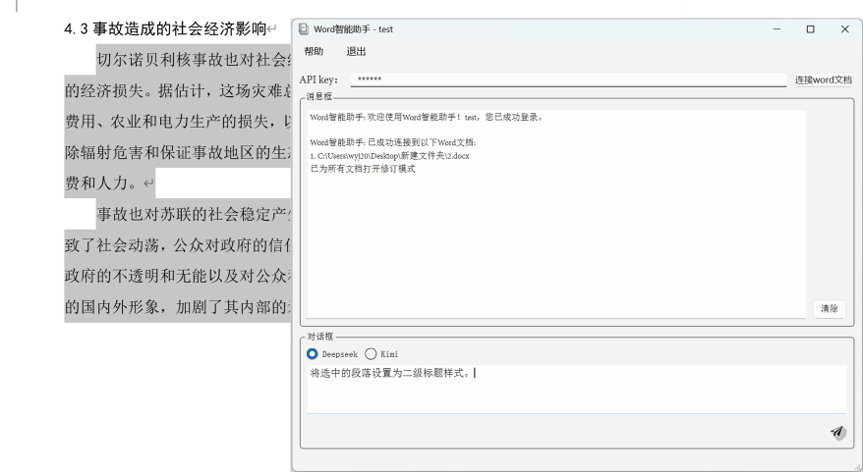 4.3 事故造成的社会经济影响↵
切尔诺贝利核事故也对社会
的经济损失。据估计，这场灾难
费用、农业和电力生产的损失，
除辐射危害和保证事故地区的生
费和人力。↵
事故也对苏联的社会稳定产
致了社会动荡，公众对政府的信
政府的不透明和无能以及对公众
的国内外形象，加剧了其内部的
Word智能助手 - test
帮助 退出
API key: ****** 连接word文档
消息框
Word智能助手: 欢迎使用Word智能助手！test，您已成功登录。
Word智能助手: 已成功连接到以下Word文档:
1. C:\Users\wyj20\Desktop\新建文件夹\2.docx
已为所有文档打开修订模式
清除
对话框
Deepseek Kimi
将选中的段落设置为二级标题样式。